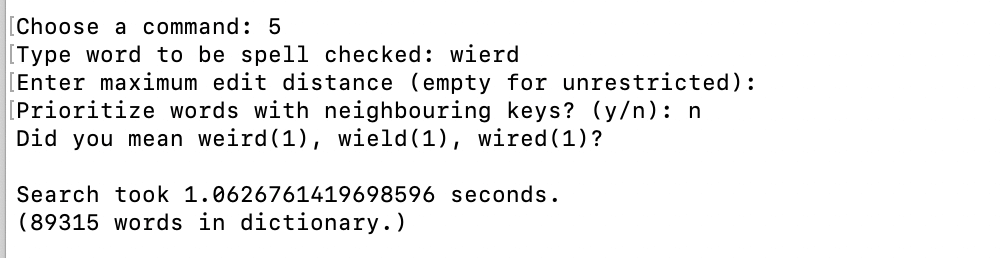 [Choose a command: 5
[Type word to be spell checked: wierd
[Enter maximum edit distance (empty for unrestricted):
[Prioritize words with neighbouring keys? (y/n): n
Did you mean weird(1), wield(1), wired(1)?
Search took 1.0626761419698596 seconds.
(89315 words in dictionary.)